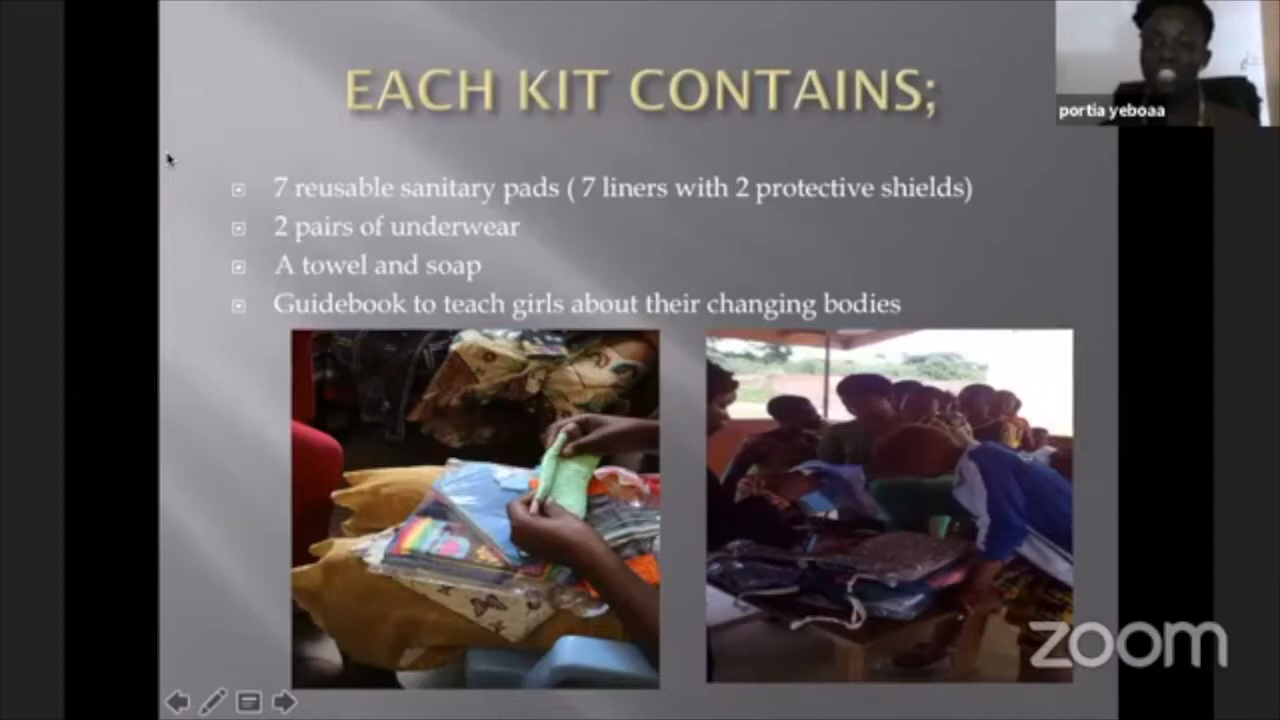 EACH KIT CONTAINS;
portia yeboaa
7 reusable sanitary pads ( 7 liners with 2 protective shields)
2 pairs of underwear
A towel and soap
Guidebook to teach girls about their changing bodies
zoom